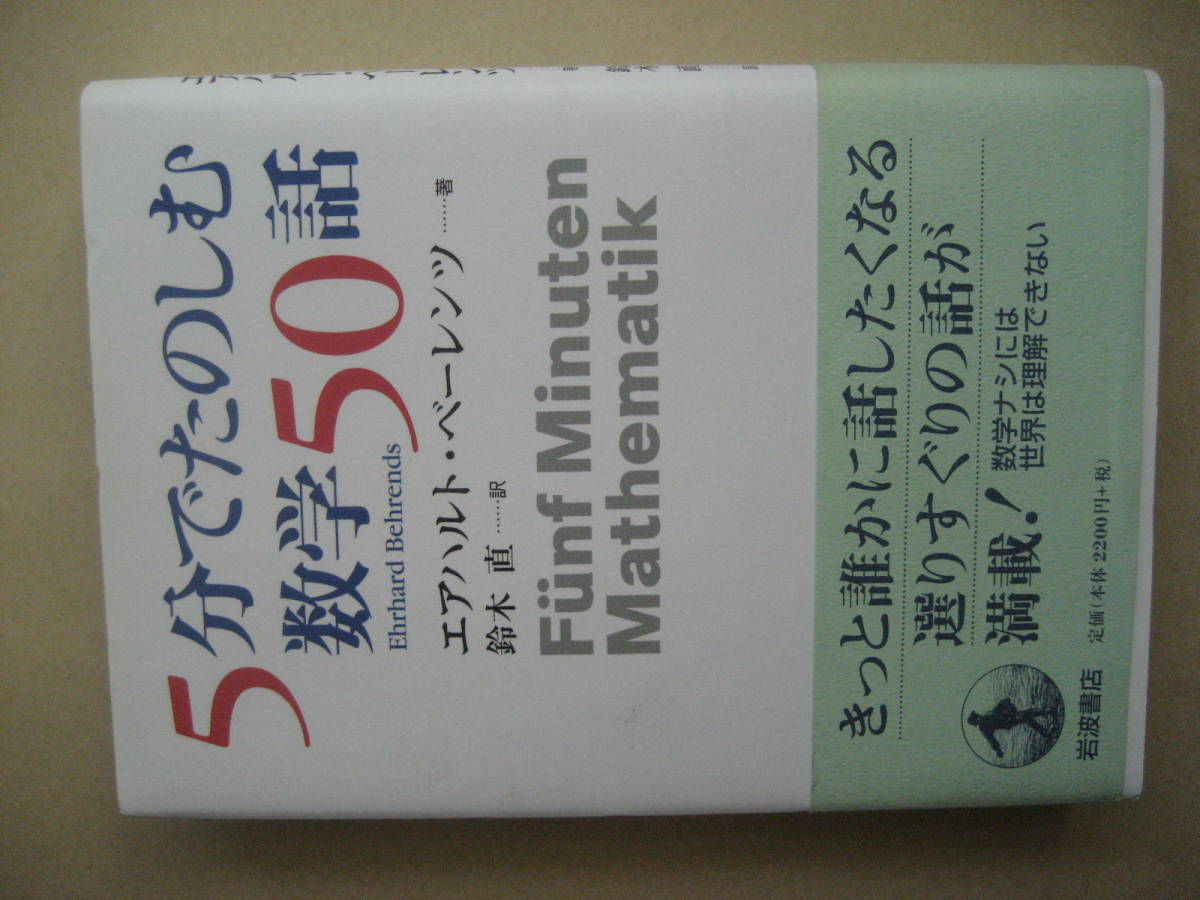 5分でたのしむ
数学50話
Ehrhard Behrends
エアハルト・ベーレンツ……著
鈴木 直……訳
Fünf Minuten
Mathematik
きっと誰かに話したくなる
選りすぐりの話が
満載!
数学ナシには
世界は理解できない
定価(本体2200円+税)
岩波書店